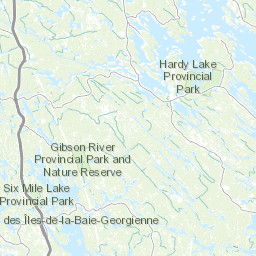 Hardy Lake
Provincial
Park
Gibson River
Provincial Park and
Nature Reserve
Six Mile Lake
Provincial Park
des Îles-de-la-Baie-Georgienne